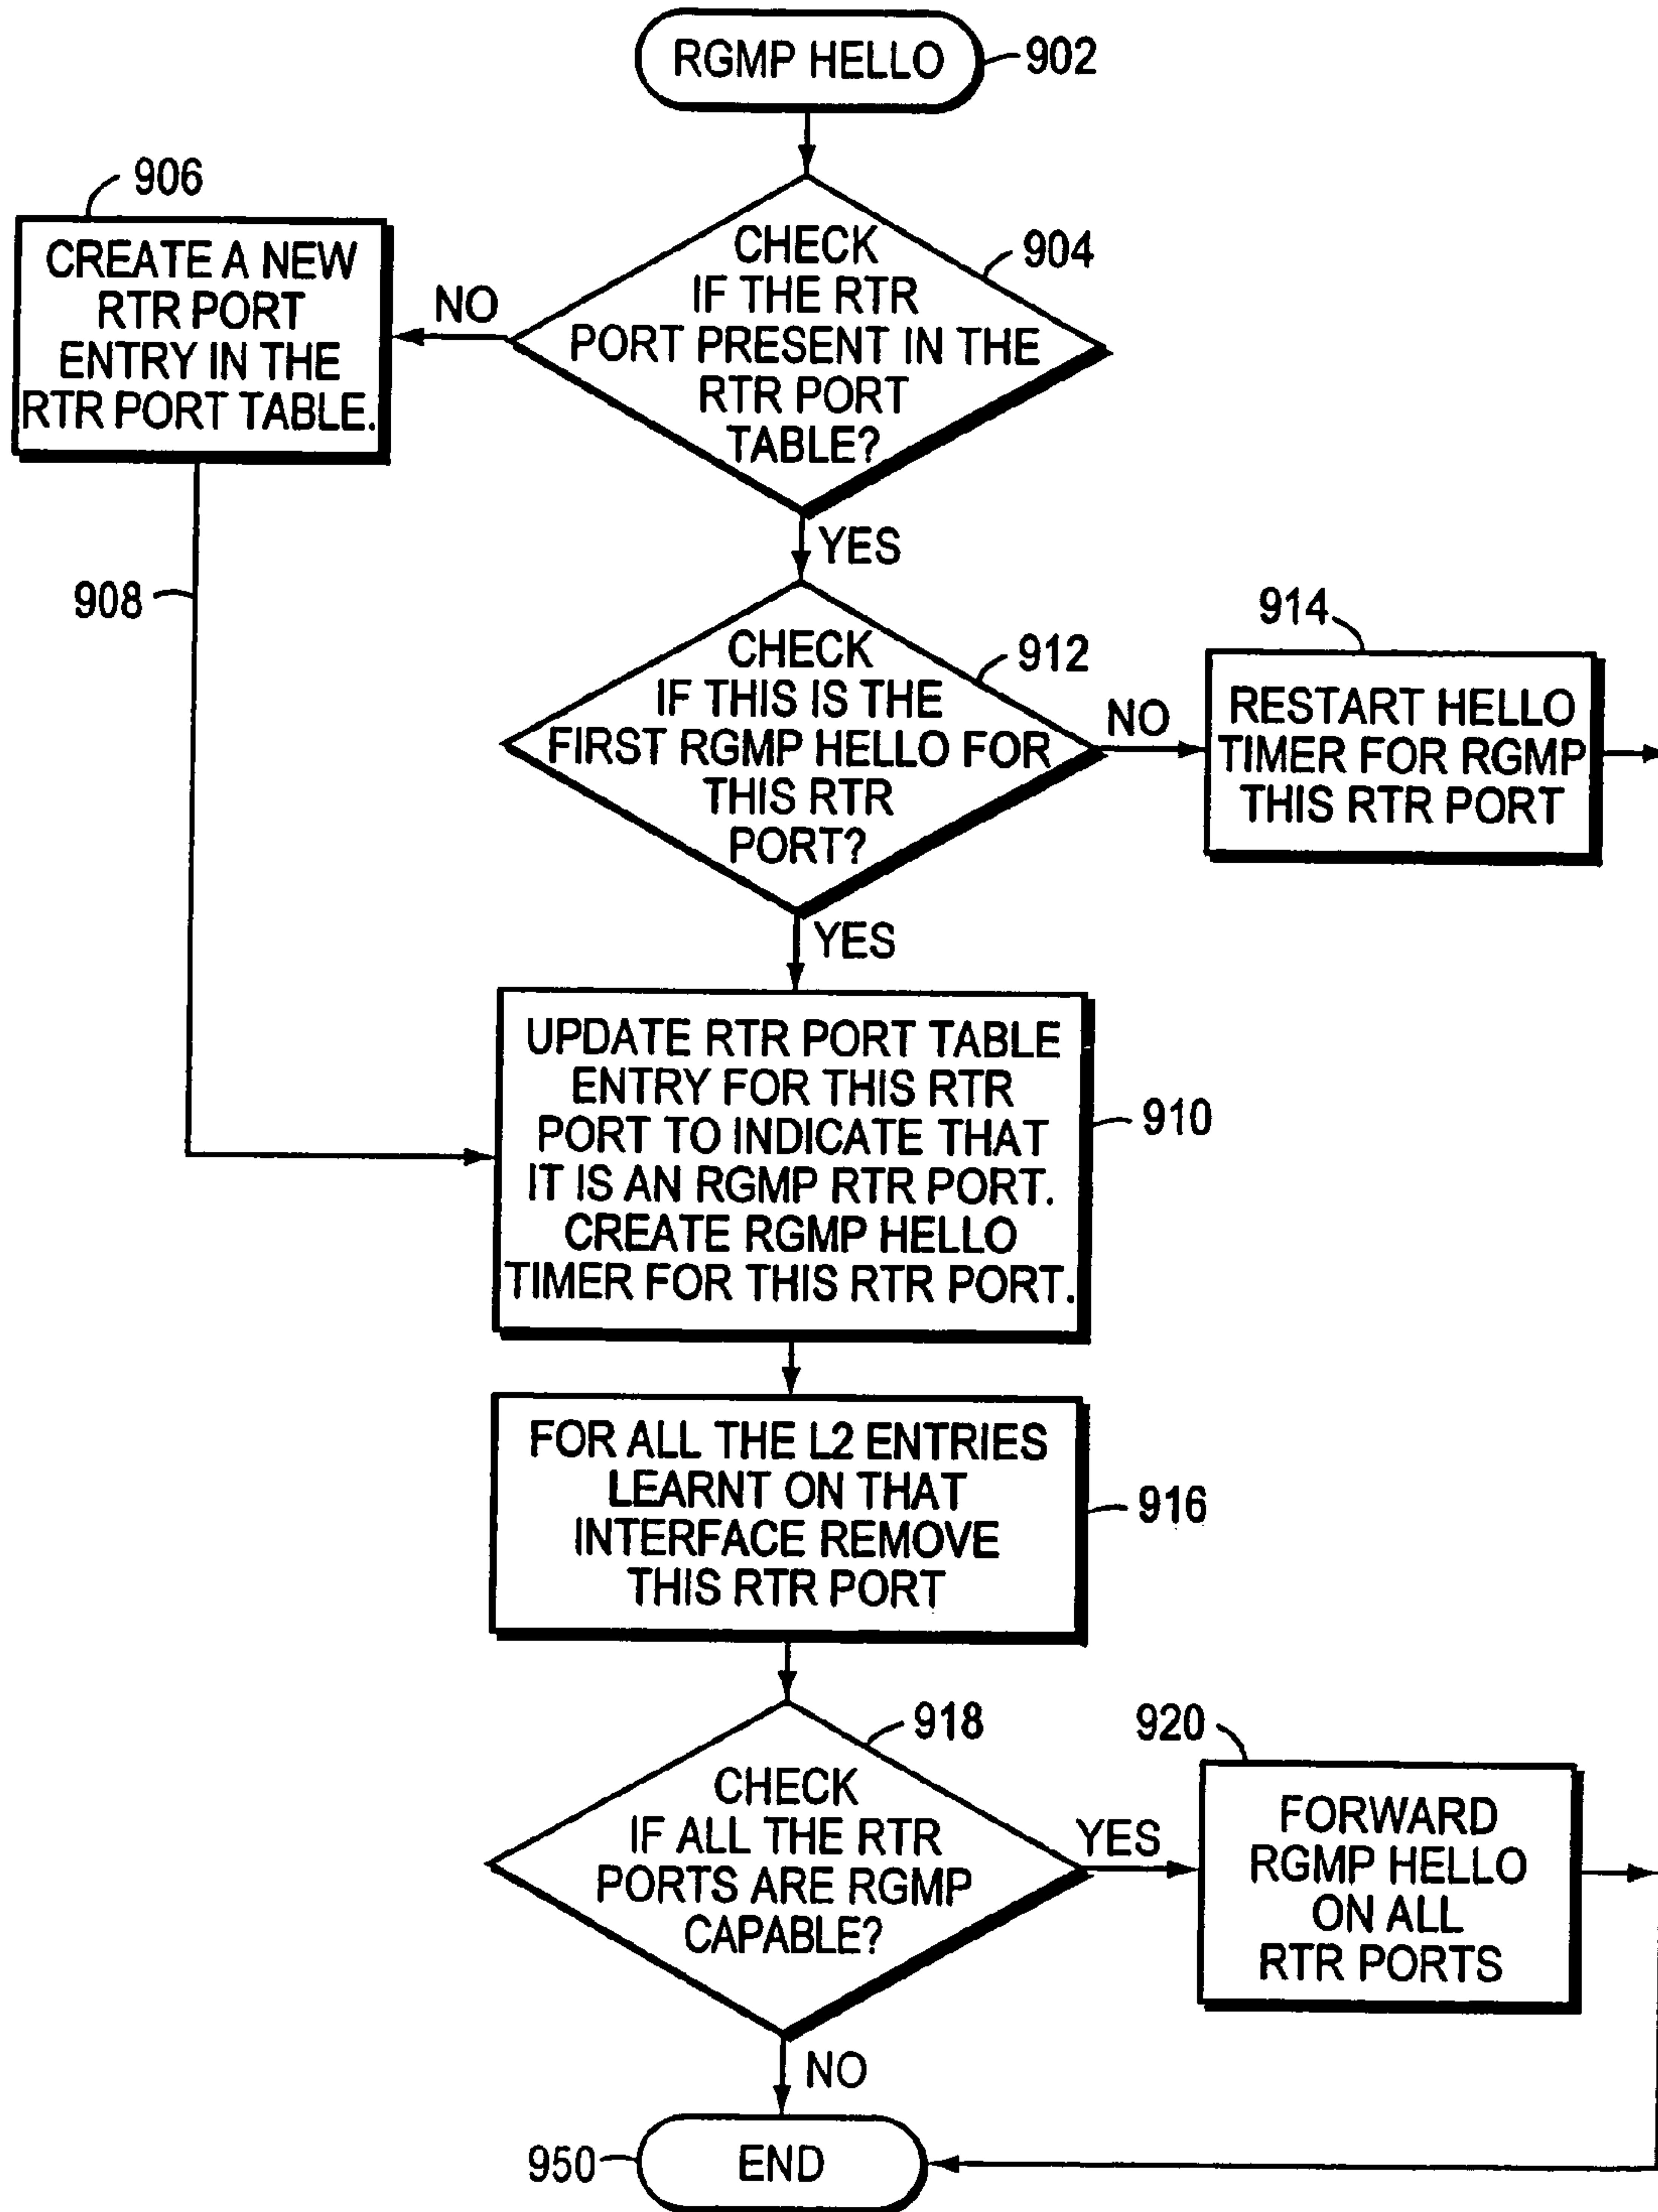 RGMP HELLO
902
906
CREATE A NEW
RTR PORT
ENTRY IN THE
RTR PORT TABLE.
NO
CHECK
IF THE RTR
PORT PRESENT IN THE
RTR PORT
TABLE?
904
YES
908
CHECK
IF THIS IS THE
FIRST RGMP HELLO FOR
THIS RTR
PORT?
912
NO
914
RESTART HELLO
TIMER FOR RGMP
THIS RTR PORT
YES
UPDATE RTR PORT TABLE
ENTRY FOR THIS RTR
PORT TO INDICATE THAT
IT IS AN RGMP RTR PORT.
CREATE RGMP HELLO
TIMER FOR THIS RTR PORT.
910
FOR ALL THE L2 ENTRIES
LEARNT ON THAT
INTERFACE REMOVE
THIS RTR PORT
916
918
CHECK
IF ALL THE RTR
PORTS ARE RGMP
CAPABLE?
YES
920
FORWARD
RGMP HELLO
ON ALL
RTR PORTS
NO
950
END